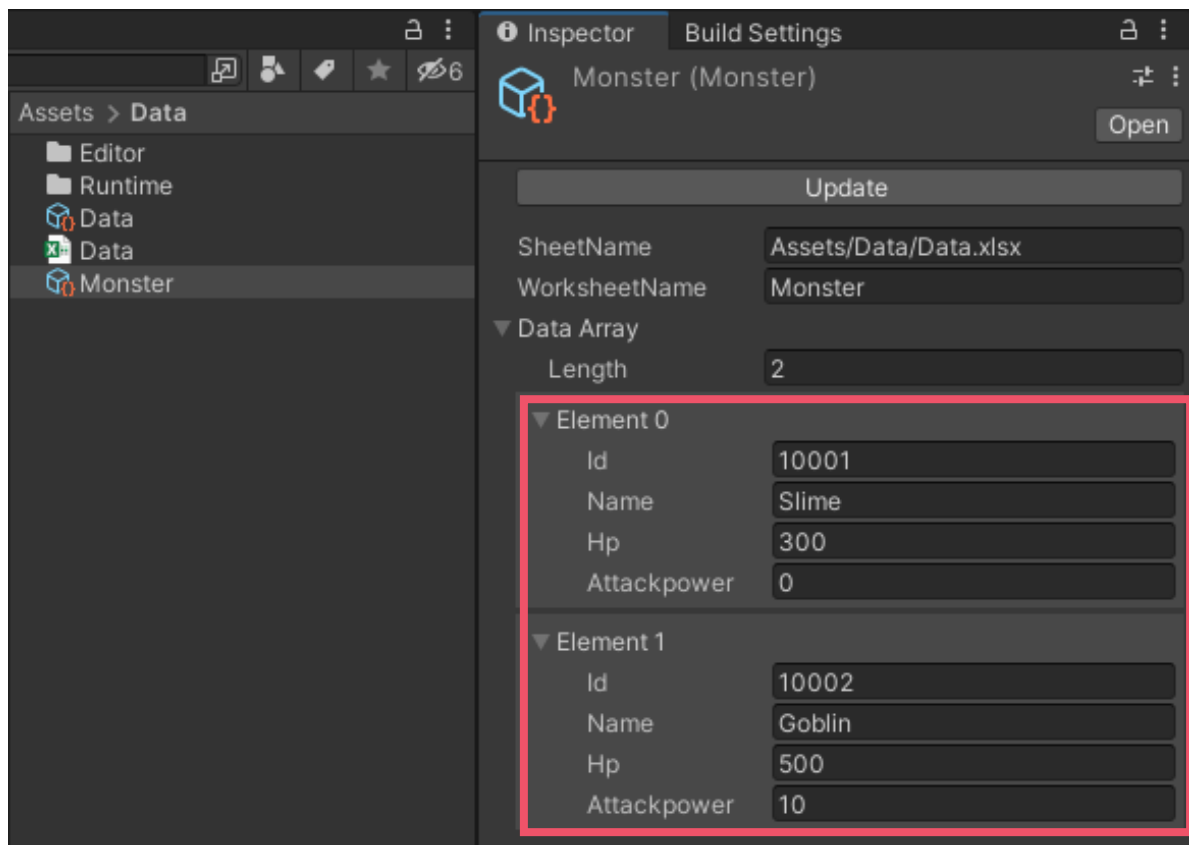 6
Assets > Data
Editor
Runtime
Data
Data
Monster
Inspector Build Settings
Monster (Monster)
Open
Update
SheetName Assets/Data/Data.xlsx
WorksheetName Monster
Data Array
Length 2
Element 0
Id 10001
Name Slime
Hp 300
Attackpower 0
Element 1
Id 10002
Name Goblin
Hp 500
Attackpower 10